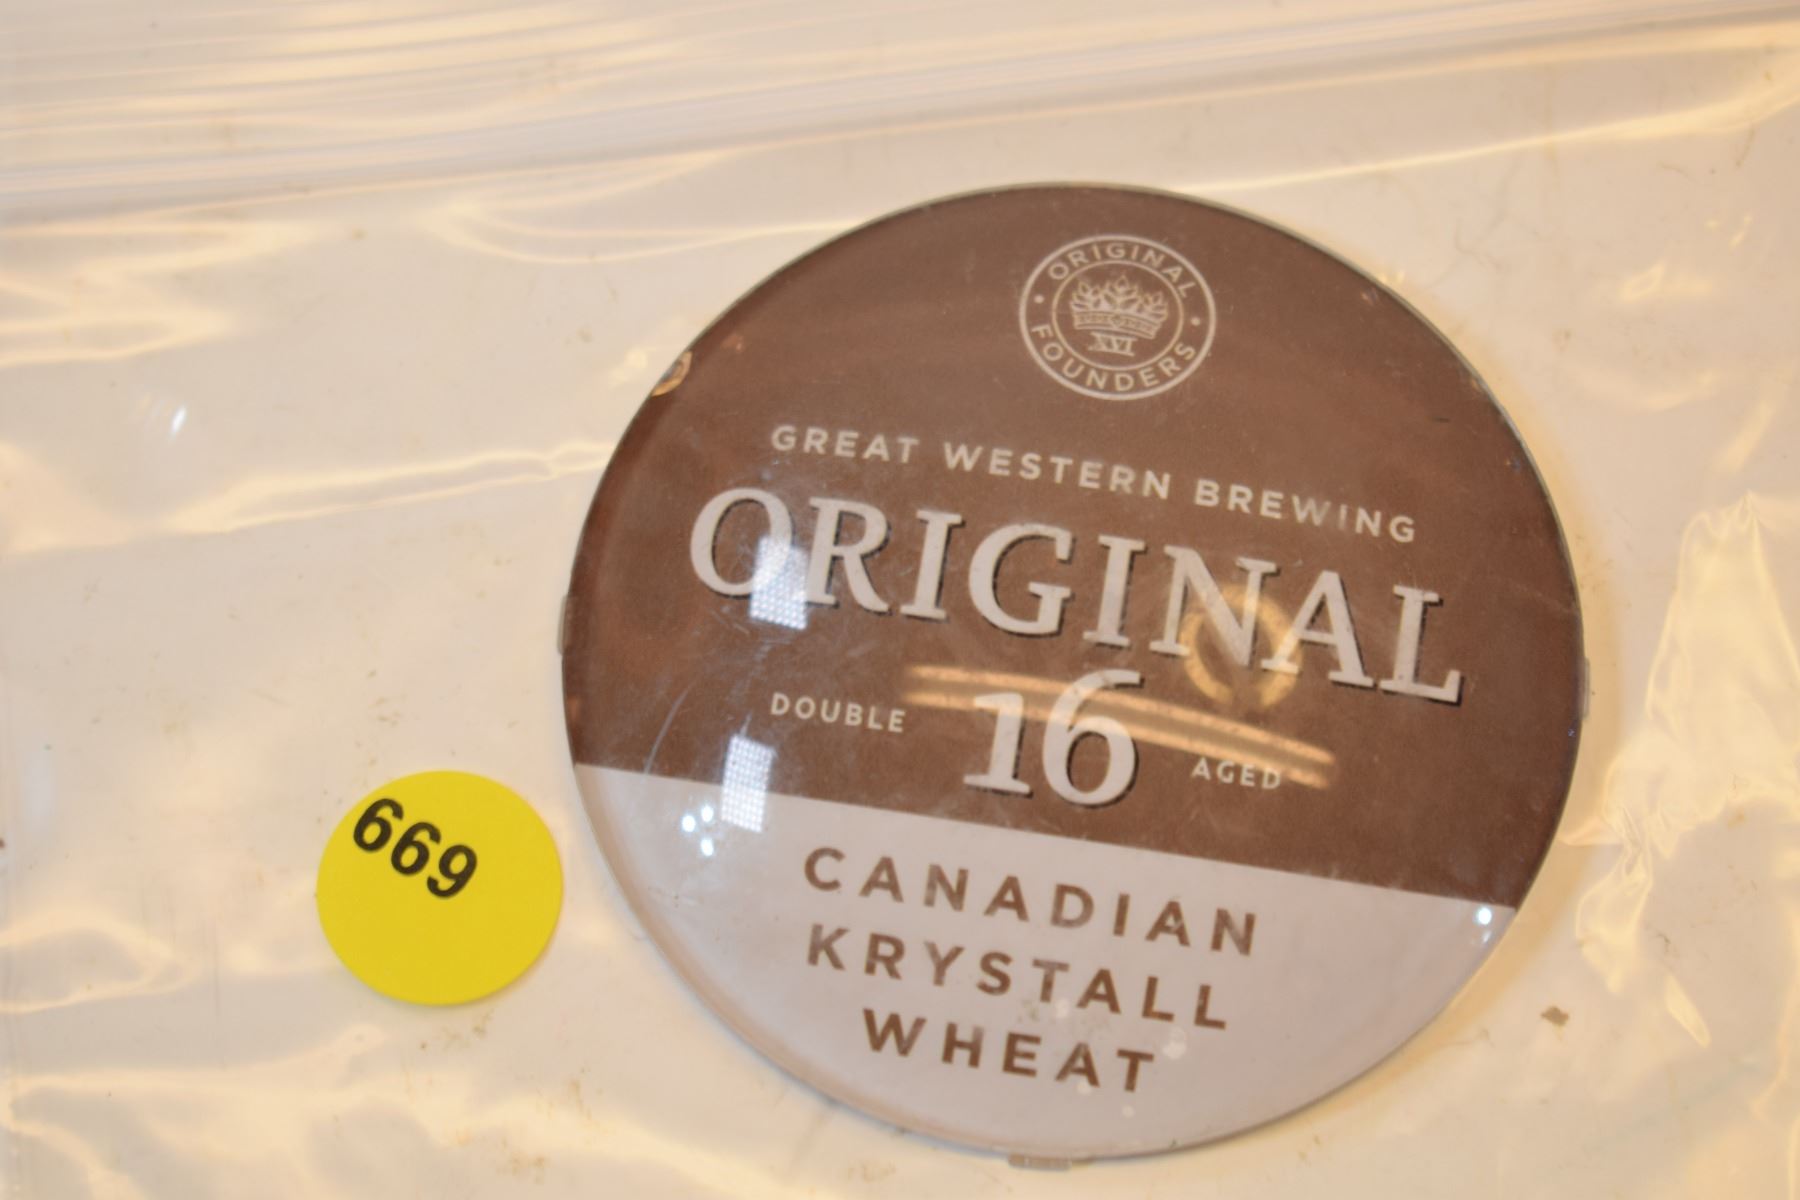 ORIGINAL
XVI
FOUNDERS
GREAT WESTERN BREWING
ORIGINAL
DOUBLE 16 AGED
CANADIAN
KRYSTALL
WHEAT
669